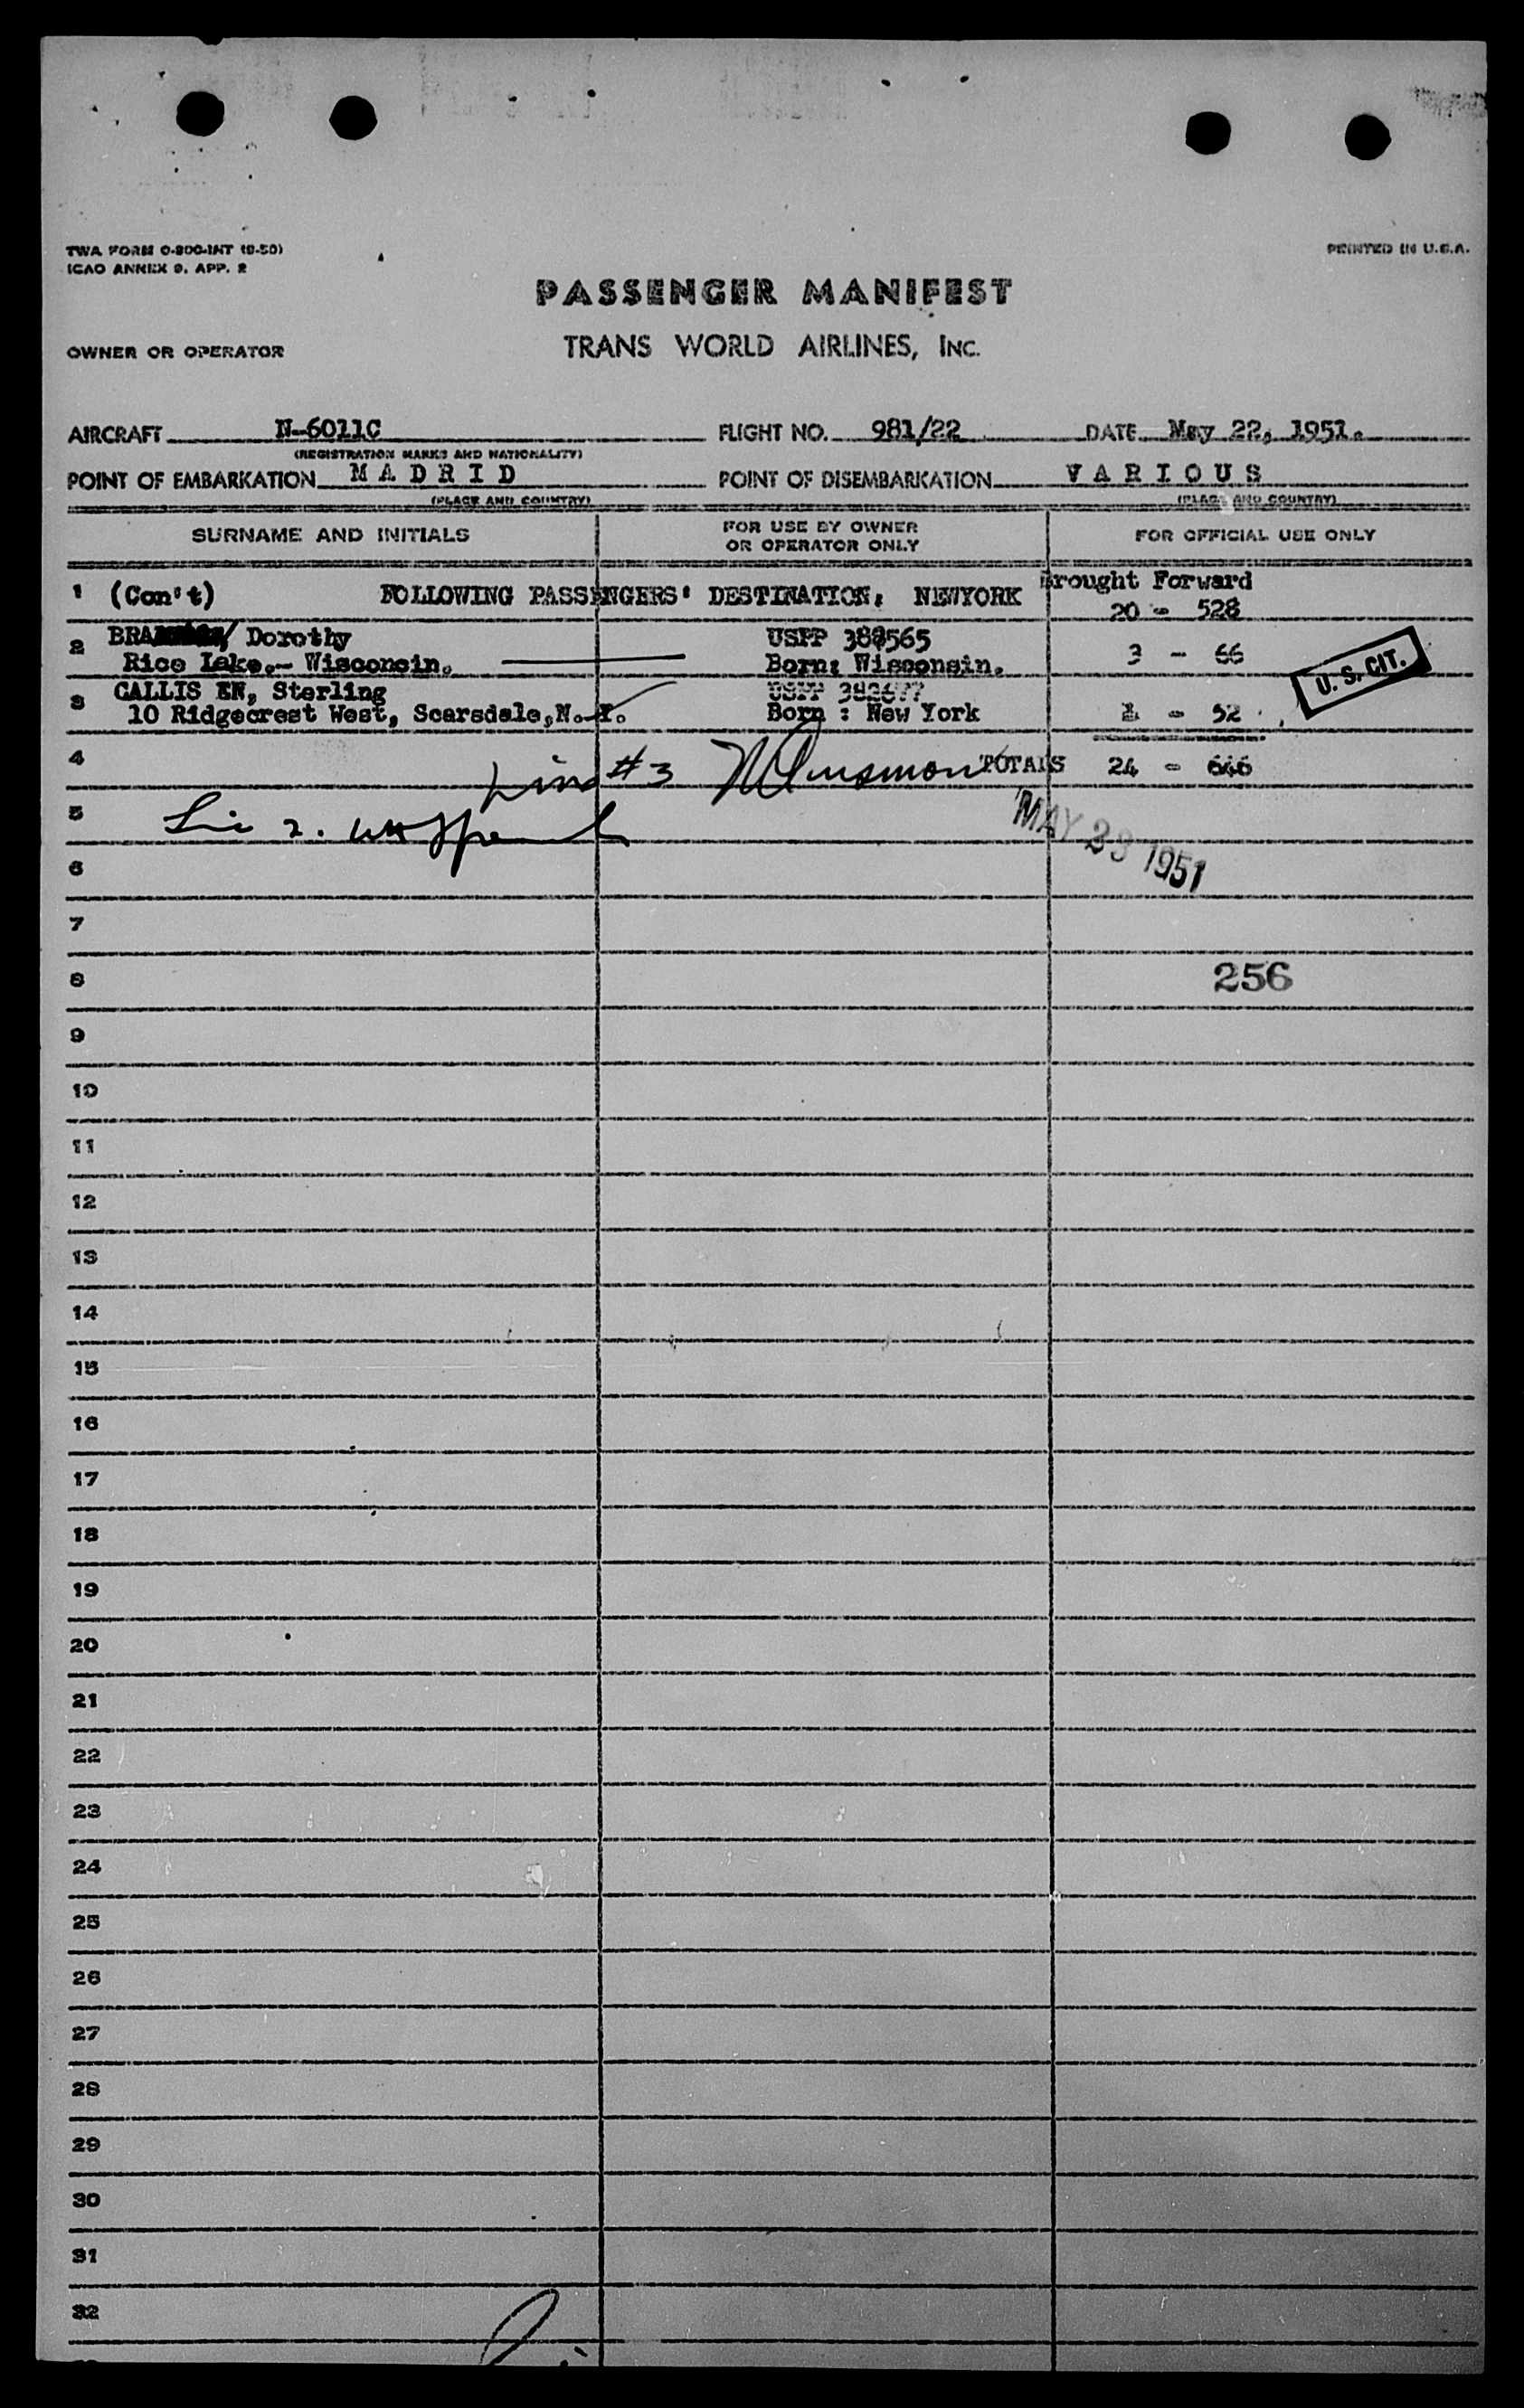 TWA FORM O-800-INT (9-50)
ICAO ANNEX 9. APP. 2
PRINTED IN U.S.A.
PASSENGER MANIFEST
OWNER OR OPERATOR TRANS WORLD AIRLINES, INC.
AIRCRAFT N-6011C FLIGHT NO. 981/22 DATE May 22, 1951.
(REGISTRATION MARKS AND NATIONALITY)
POINT OF EMBARKATION M A D R I D POINT OF DISEMBARKATION V A R I O U S
(PLACE AND COUNTRY) (PLACE AND COUNTRY)
SURNAME AND INITIALS FOR USE BY OWNER OR OPERATOR ONLY FOR OFFICIAL USE ONLY
1 (Con't) FOLLOWING PASSENGERS' DESTINATION: NEWYORK Brought Forward
20 - 528
2 Dorothy USPP
Rice Lake.- Wisconsin. Born: Wisconsin. 3 - 66
U. S. CIT.
3 CALLIS EN, Sterling USPP
10 Ridgecrest West, Scarsdale,N.Y. Born : New York 1 - 52
4 Line #3 TOTALS 24 - 646
5 2.
MAY 23 1951
6
7
8 256
9
10
11
12
13
14
15
16
17
18
19
20
21
22
23
24
25
26
27
28
29
30
31
32